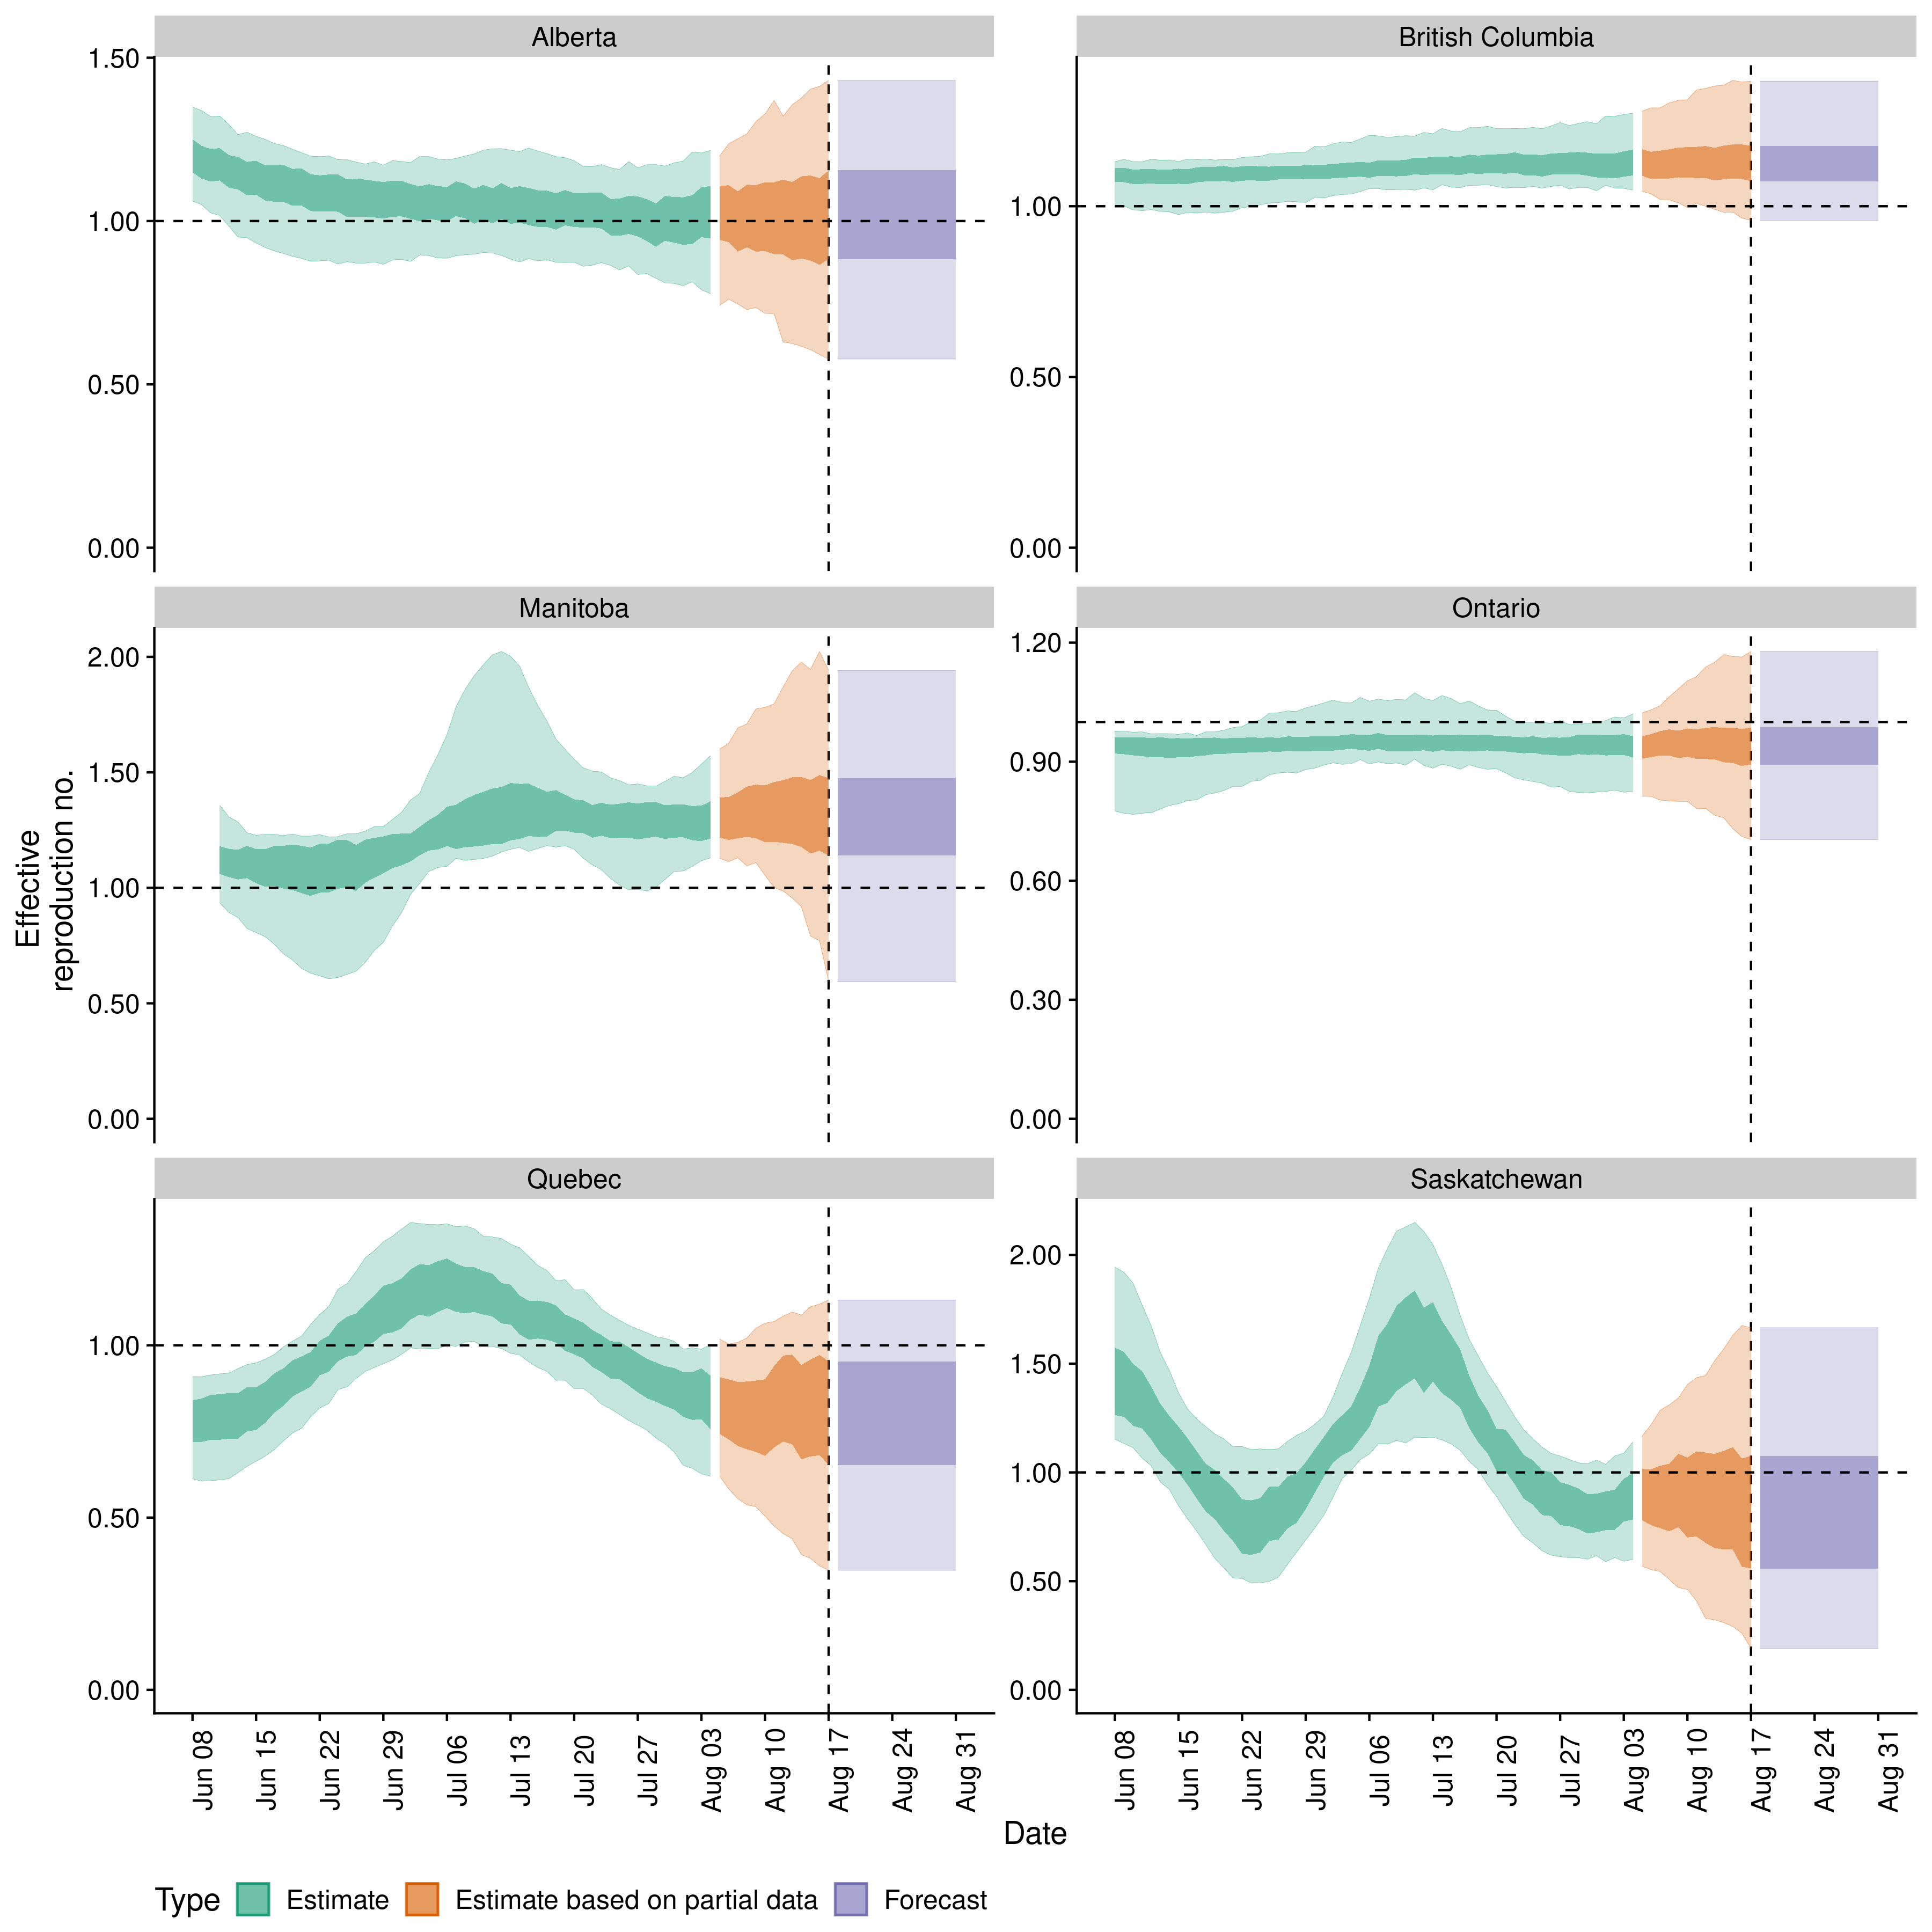 Alberta
British Columbia
1.50
1.00
0.50
0.00
1.00
0.50
0.00
Manitoba
Ontario
2.00
1.50
1.00
0.50
0.00
1.20
0.90
0.60
0.30
0.00
Effective
reproduction no.
Quebec
Saskatchewan
1.00
0.50
0.00
2.00
1.50
1.00
0.50
0.00
Jun 08
Jun 15
Jun 22
Jun 29
Jul 06
Jul 13
Jul 20
Jul 27
Aug 03
Aug 10
Aug 17
Aug 24
Aug 31
Jun 08
Jun 15
Jun 22
Jun 29
Jul 06
Jul 13
Jul 20
Jul 27
Aug 03
Aug 10
Aug 17
Aug 24
Aug 31
Date
Type Estimate Estimate based on partial data Forecast